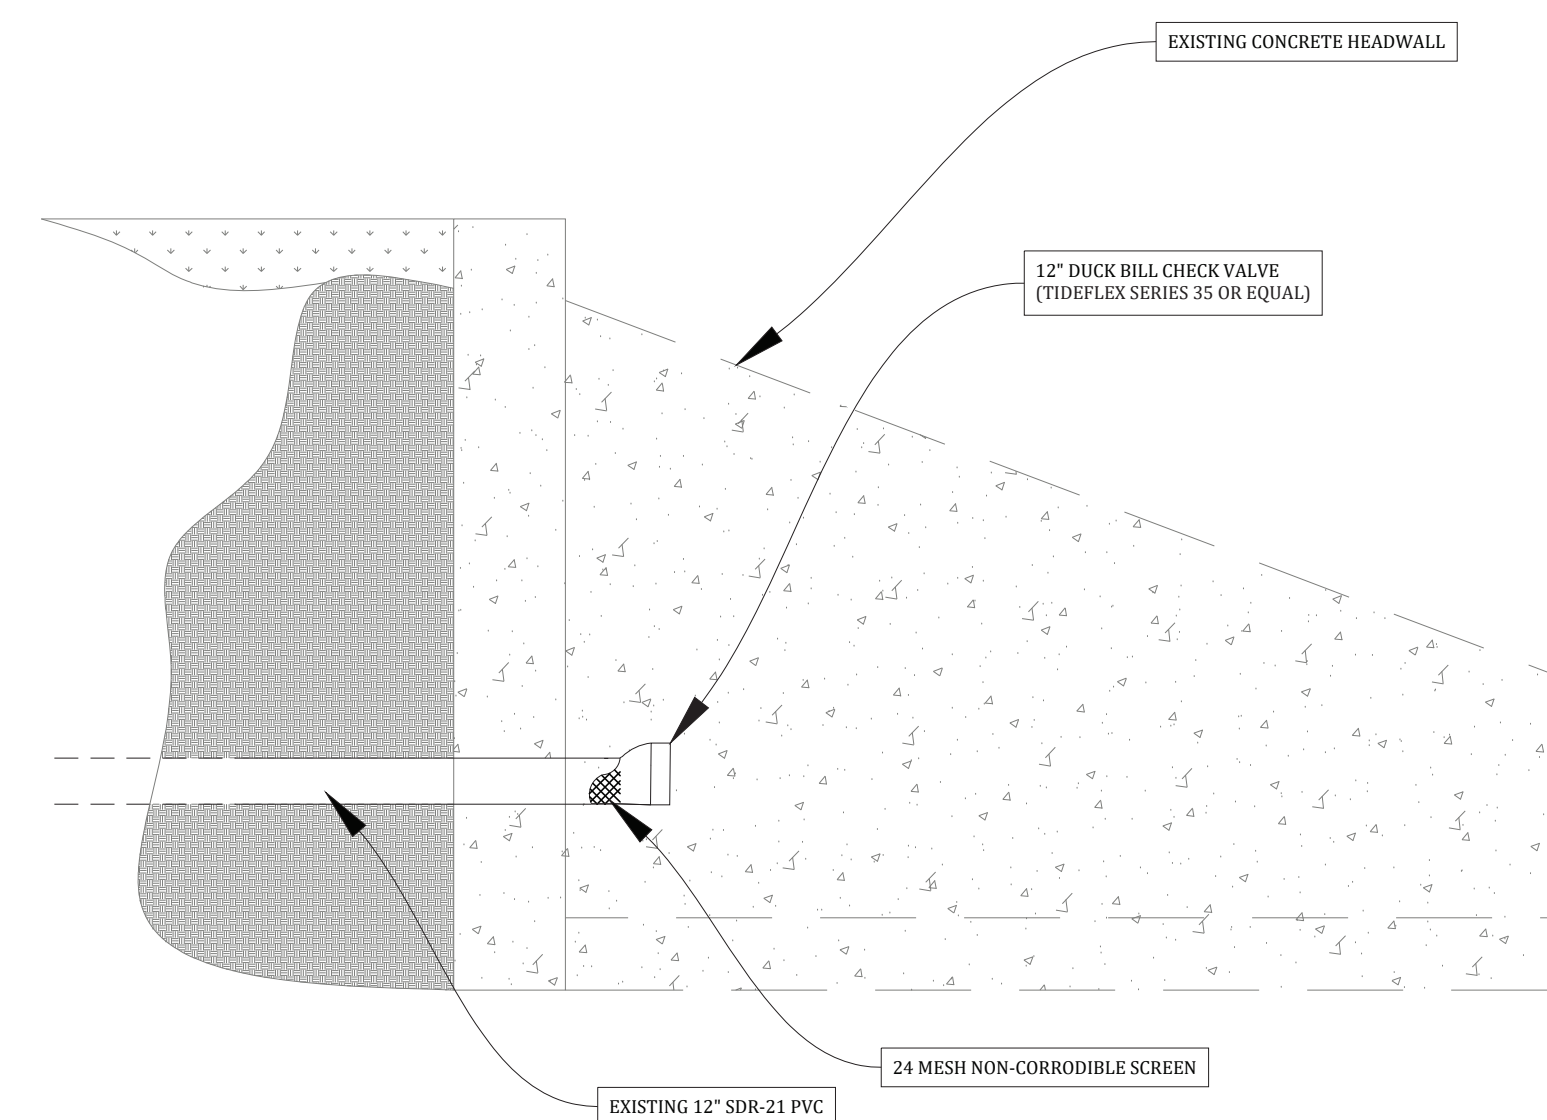 EXISTING CONCRETE HEADWALL
12" DUCK BILL CHECK VALVE
(TIDEFLEX SERIES 35 OR EQUAL)
24 MESH NON-CORRODIBLE SCREEN
EXISTING 12" SDR-21 PVC